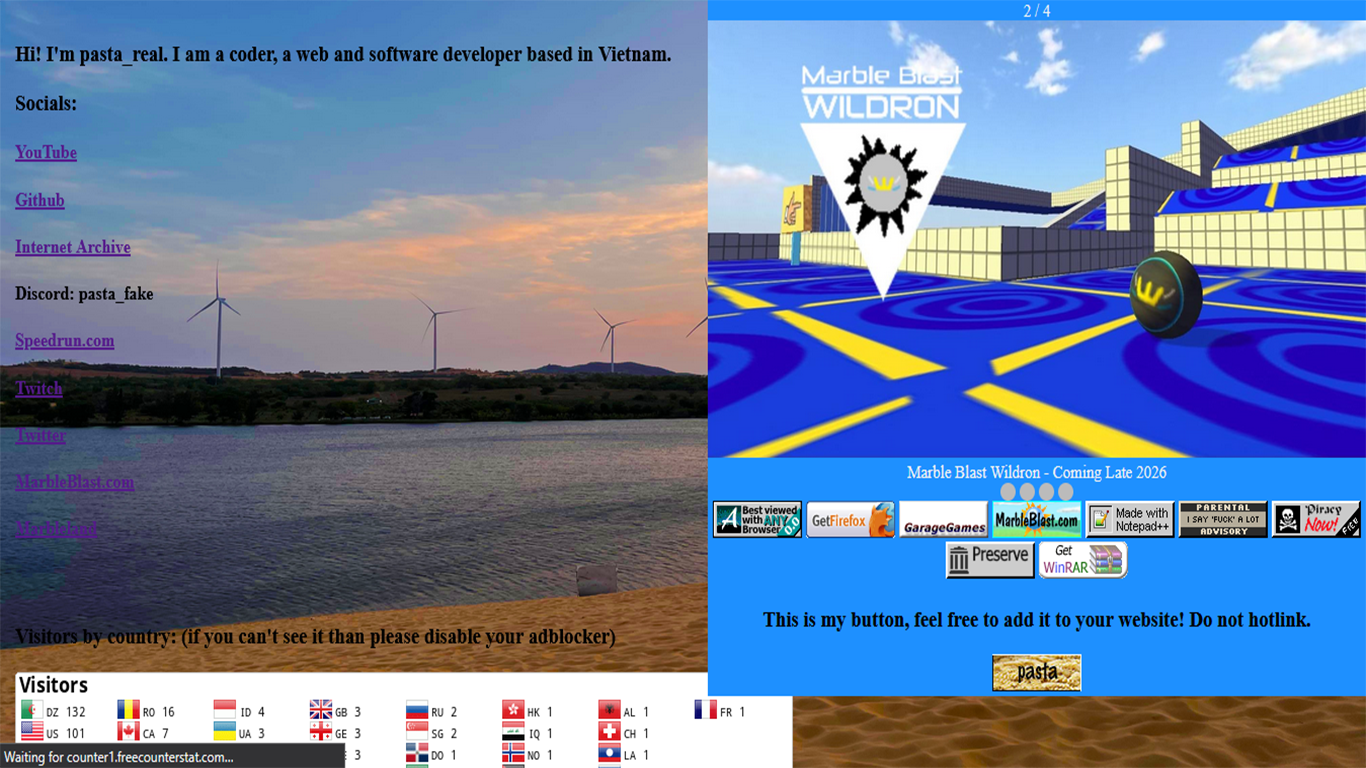 Hi! I'm pasta_real. I am a coder, a web and software developer based in Vietnam.
Socials:
YouTube
Github
Internet Archive
Discord: pasta_fake
Speedrun.com
Twitch
Twitter
MarbleBlast.com
Marbleland
Visitors by country: (if you can't see it than please disable your adblocker)
Visitors
DZ 132 RO 16 ID 4 GB 3 RU 2 HK 1 AL 1 FR 1
US 101 CA 7 UA 3 GE 3 SG 2 IQ 1 CH 1
3 DO 1 NO 1 LA 1
Waiting for counter1.freecounterstat.com...
2 / 4
Marble Blast
WILDRON
Marble Blast Wildron - Coming Late 2026
Best viewed
with ANY
Browser
GetFirefox
GarageGames
MarbleBlast.com
Made with
Notepad++
PARENTAL
I SAY 'FUCK' A LOT
ADVISORY
Piracy
Now!
FREE
Preserve
Get
WinRAR
This is my button, feel free to add it to your website! Do not hotlink.
pasta